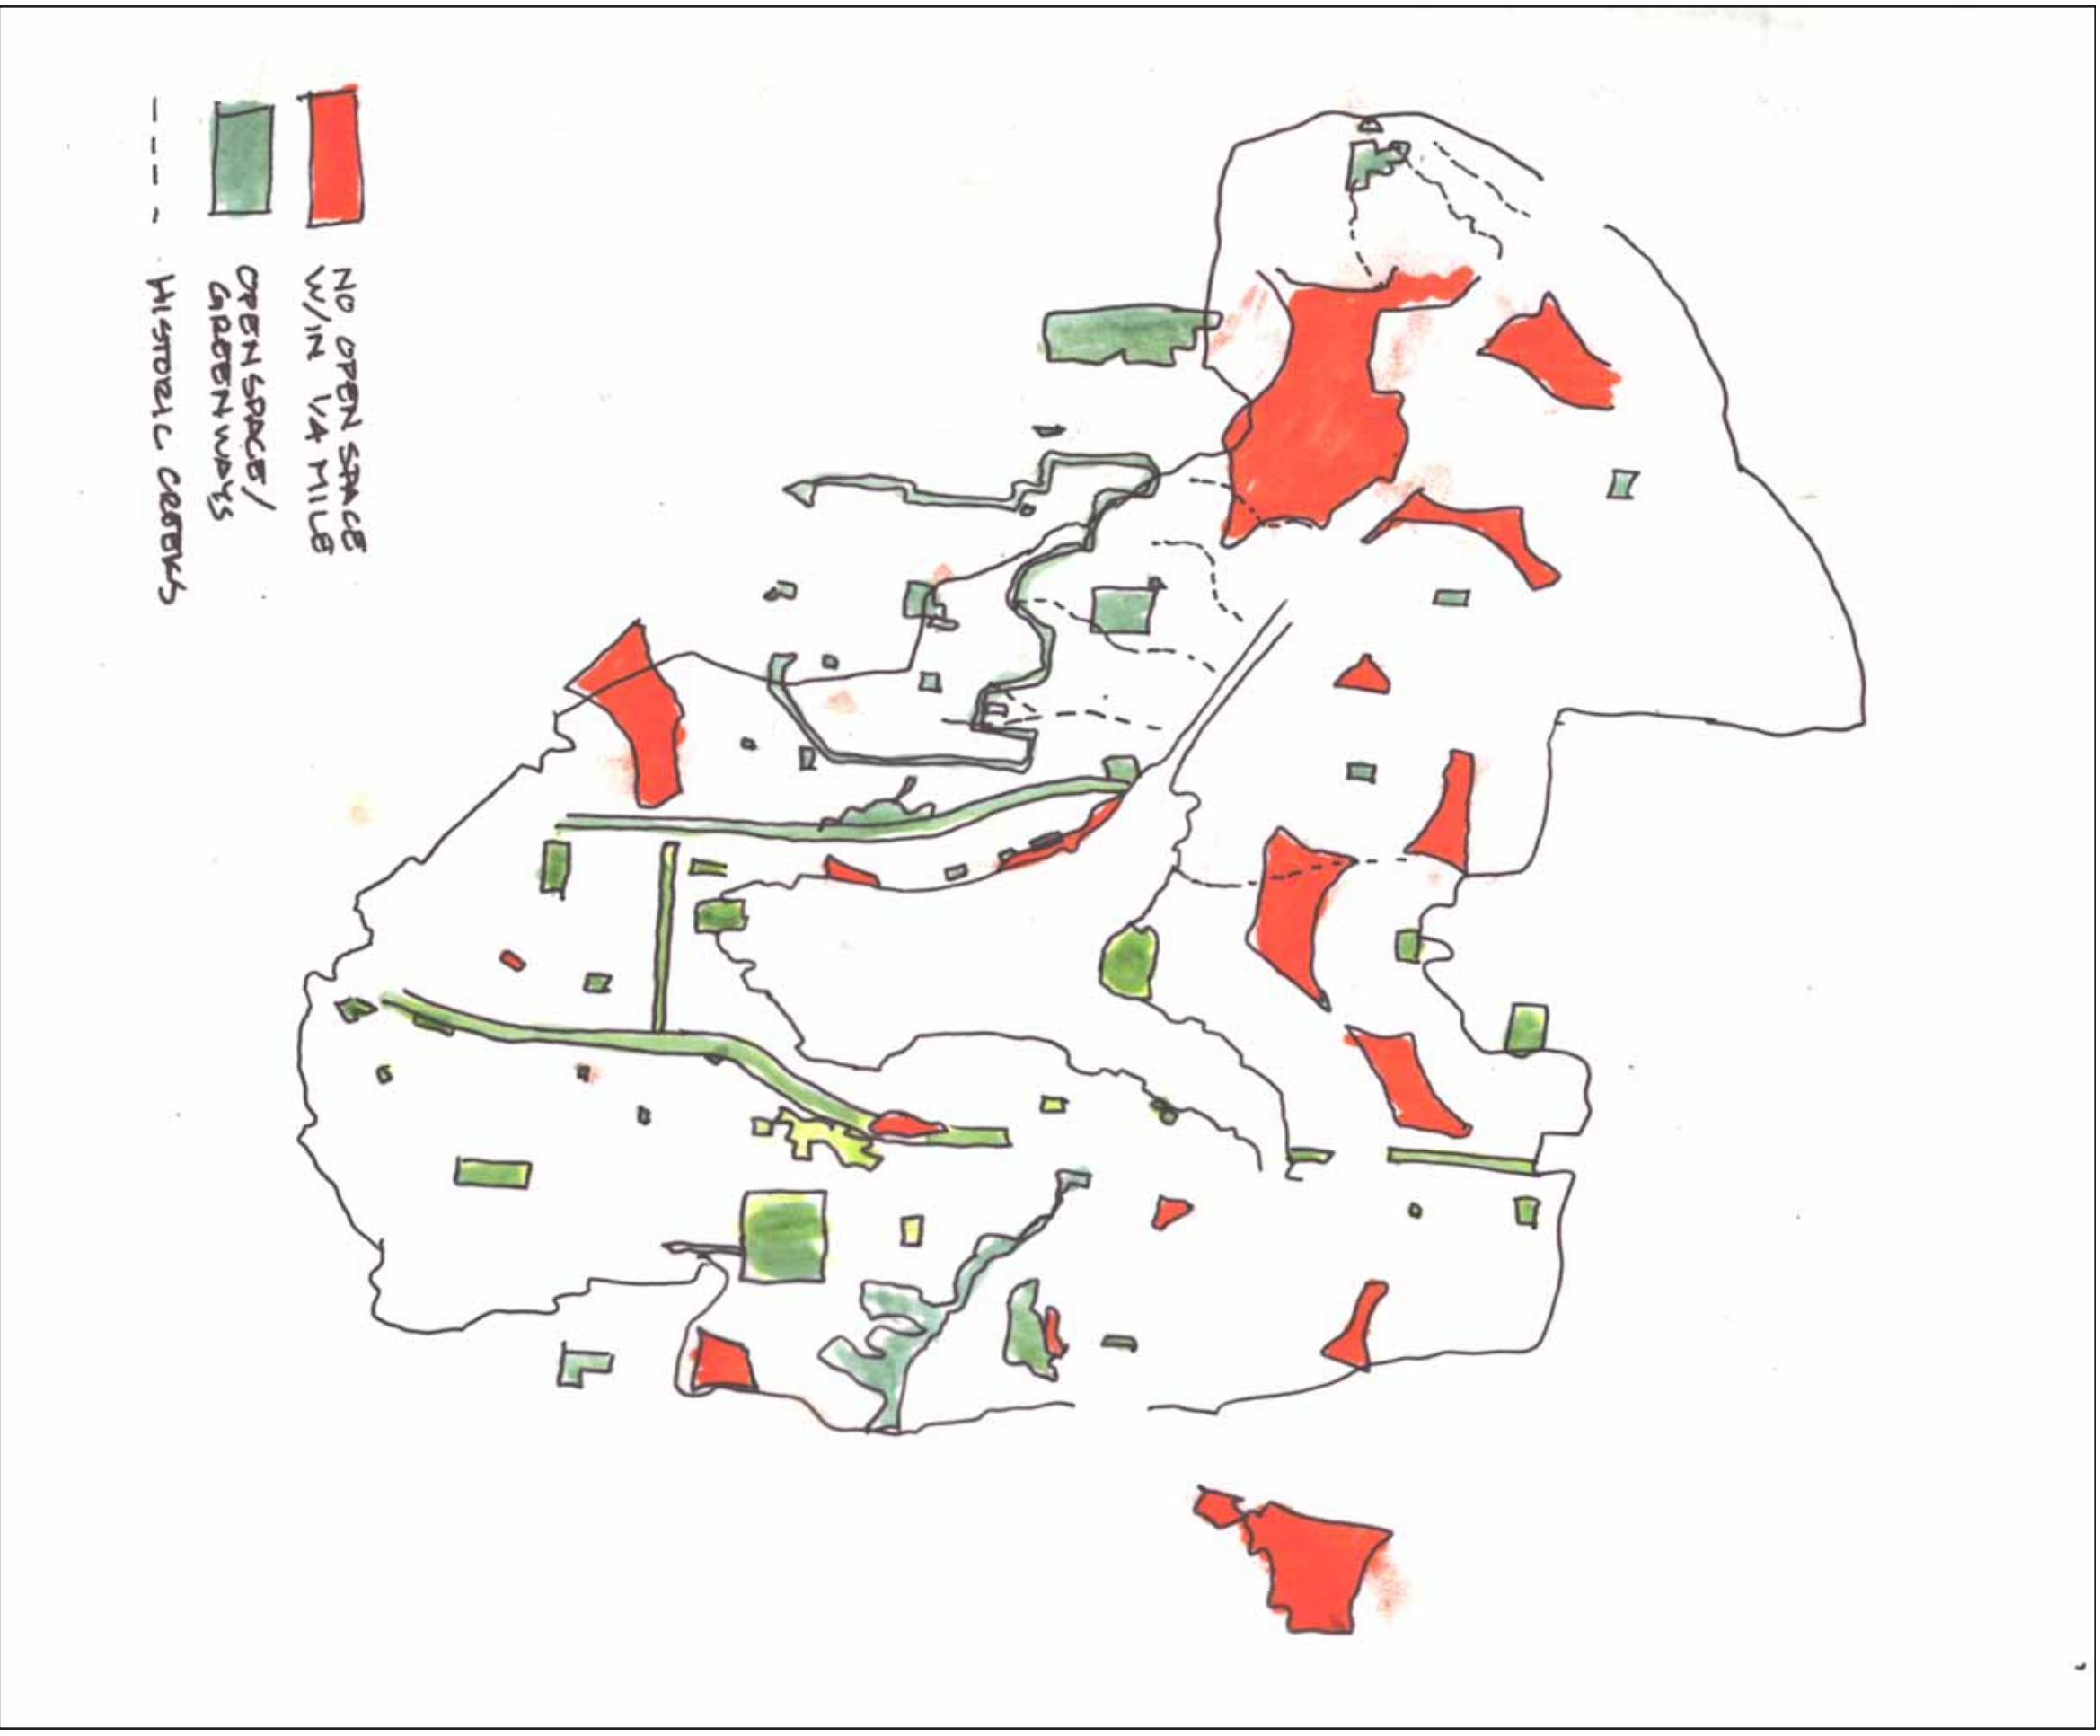 NO OPEN SPACE
W/IN 1/4 MILE
OPEN SPACE/
GREENWAYS
HISTORIC CREEKS